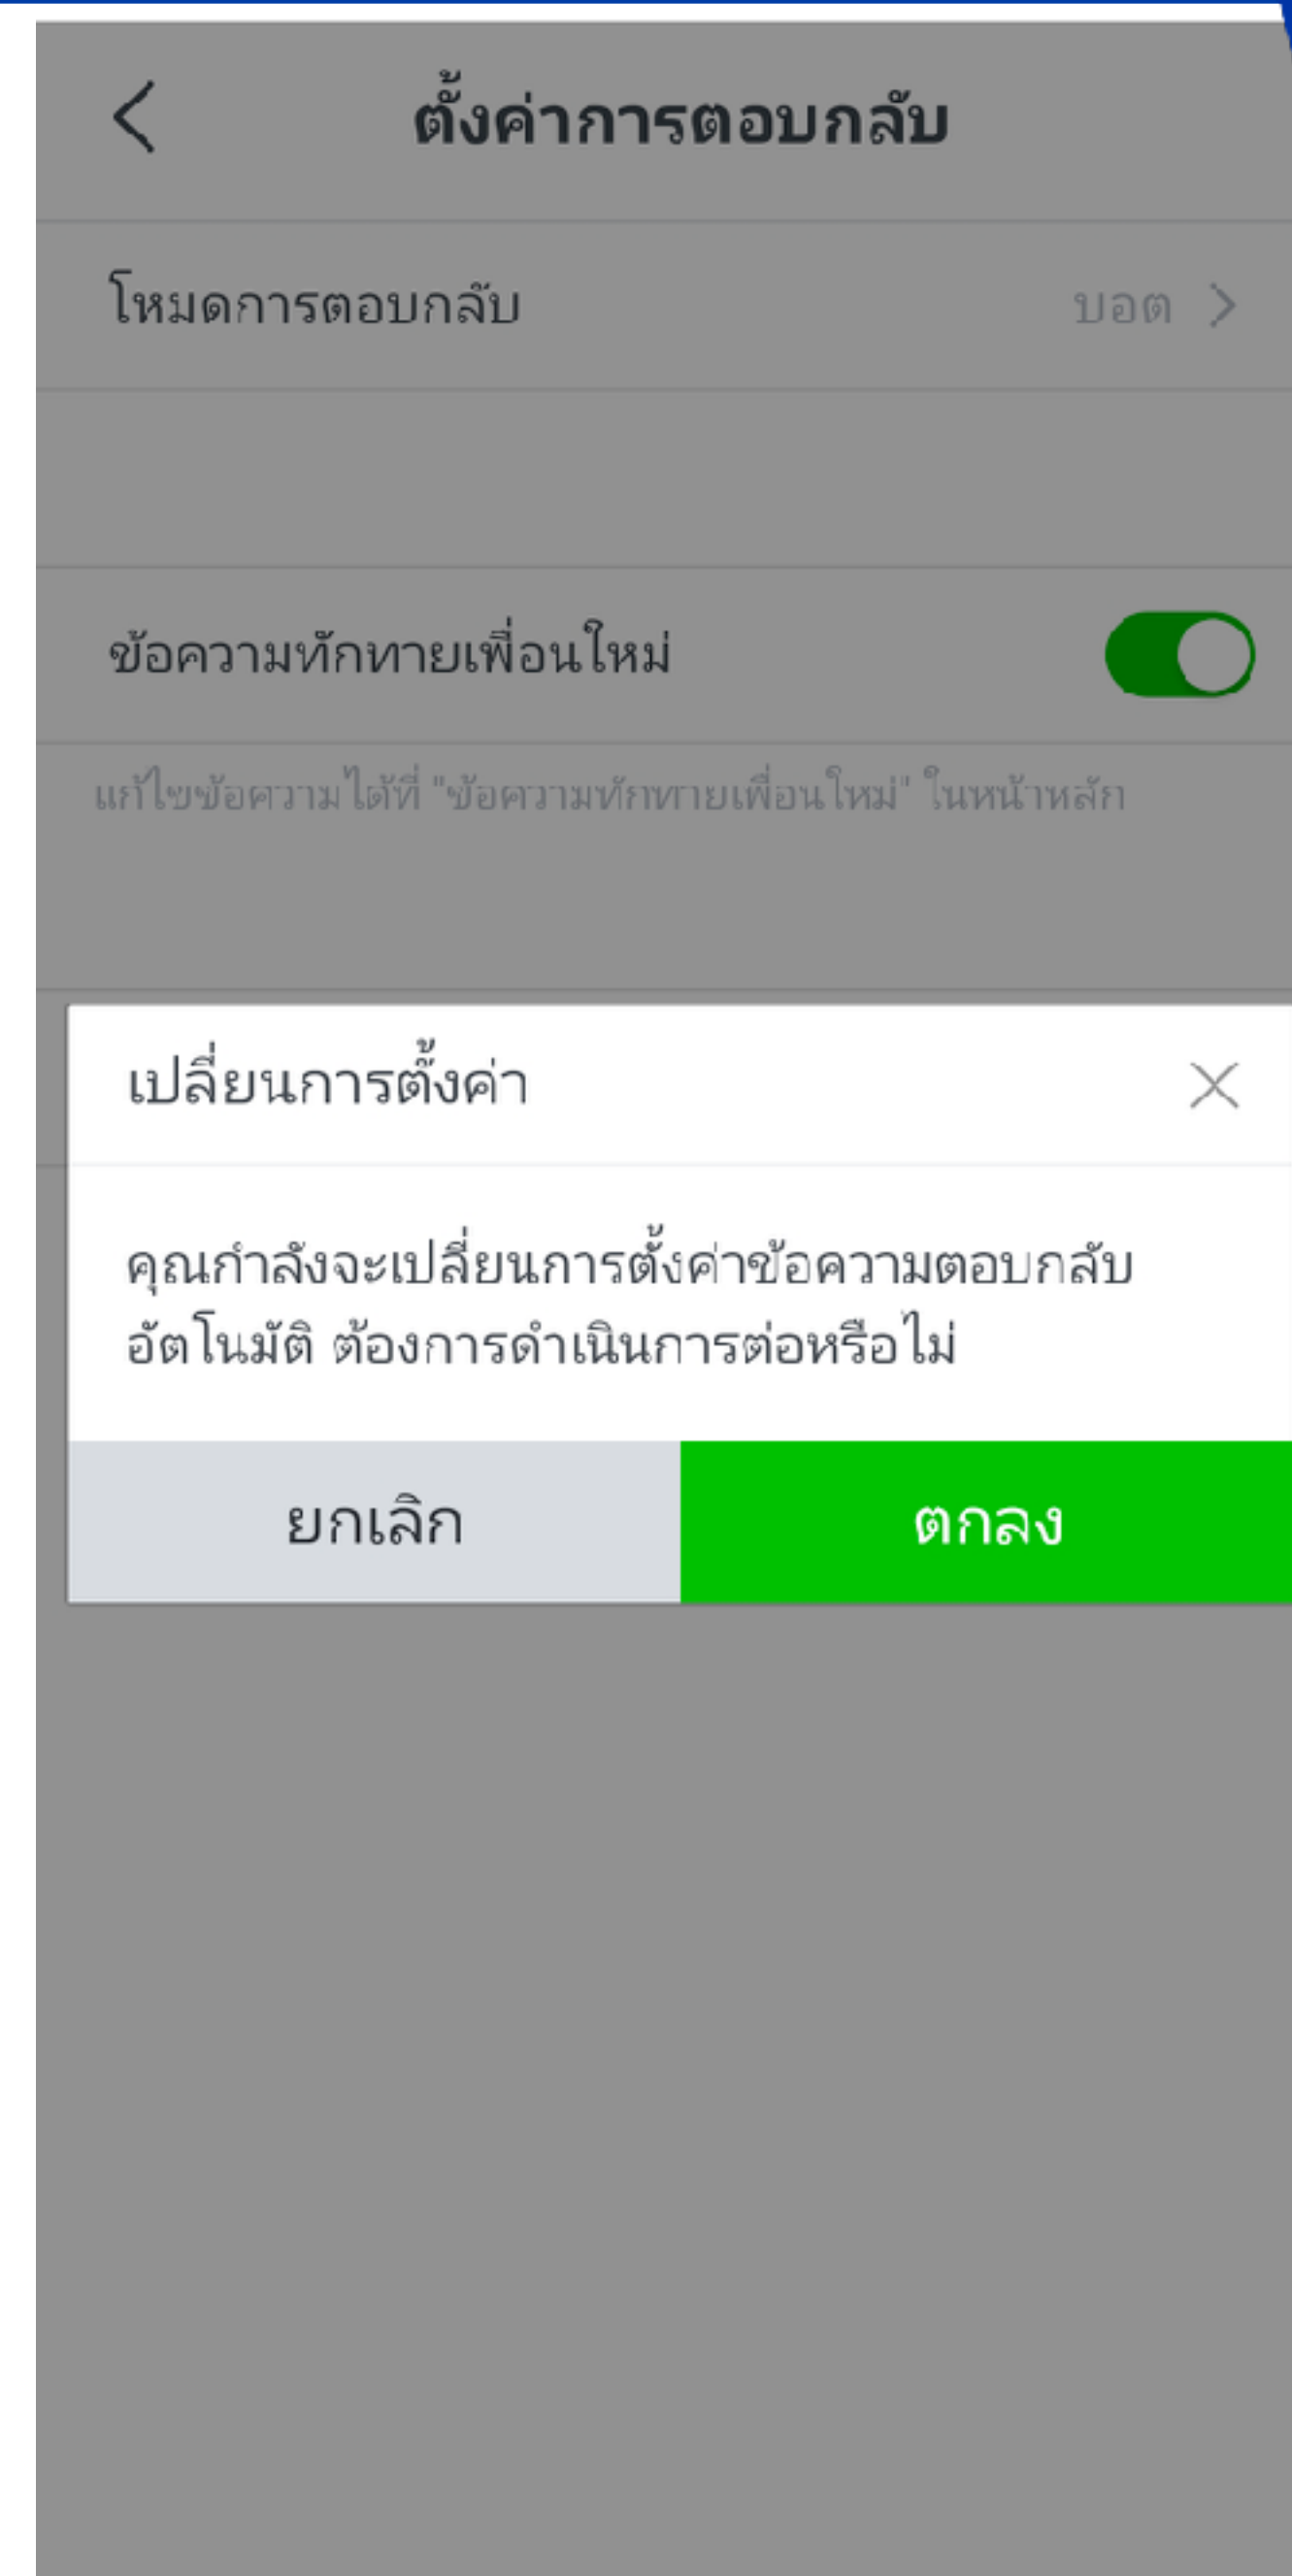 ตั้งค่าการตอบกลับ
โหมดการตอบกลับ บอต
ข้อความทักทายเพื่อนใหม่
แก้ไขข้อความได้ที่ "ข้อความทักทายเพื่อนใหม่" ในหน้าหลัก
เปลี่ยนการตั้งค่า
คุณกำลังจะเปลี่ยนการตั้งค่าข้อความตอบกลับ
อัตโนมัติ ต้องการดำเนินการต่อหรือไม่
ยกเลิก ตกลง